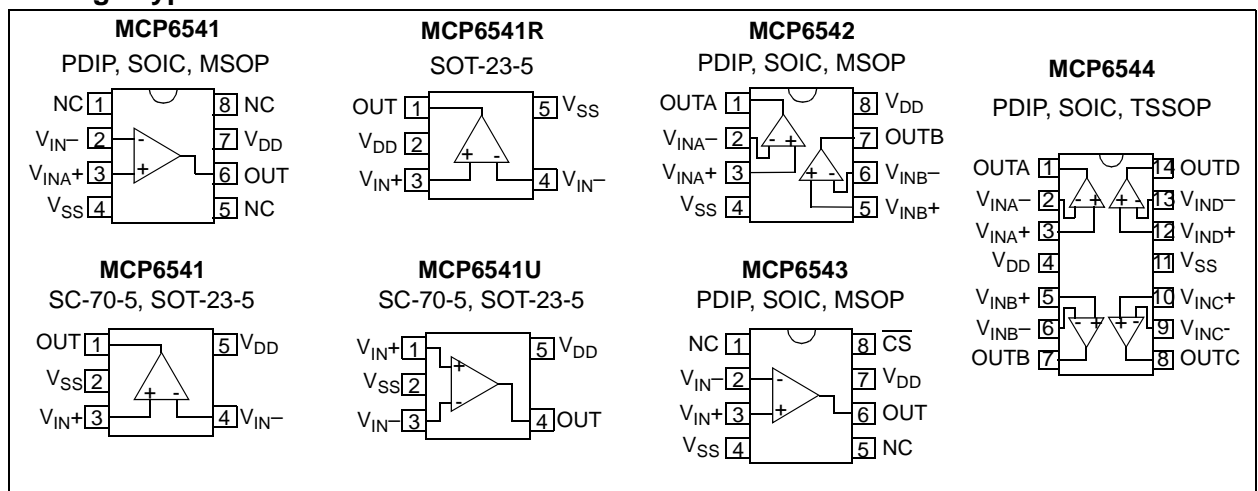 MCP6541
PDIP, SOIC, MSOP
NC 1 8 NC
VIN– 2 - 7 VDD
VINA+ 3 + 6 OUT
VSS 4 5 NC
MCP6541R
SOT-23-5
OUT 1 5 VSS
VDD 2
VIN+ 3 + - 4 VIN–
MCP6542
PDIP, SOIC, MSOP
OUTA 1 8 VDD
VINA– 2 - + 7 OUTB
VINA+ 3 + - 6 VINB–
VSS 4 5 VINB+
MCP6544
PDIP, SOIC, TSSOP
OUTA 1 14 OUTD
VINA– 2 - + + - 13 VIND–
VINA+ 3 12 VIND+
VDD 4 11 VSS
VINB+ 5 10 VINC+
VINB– 6 - + + - 9 VINC-
OUTB 7 8 OUTC
MCP6541
SC-70-5, SOT-23-5
OUT 1 5 VDD
VSS 2
VIN+ 3 + - 4 VIN–
MCP6541U
SC-70-5, SOT-23-5
VIN+ 1 + 5 VDD
VSS 2
VIN– 3 - 4 OUT
MCP6543
PDIP, SOIC, MSOP
NC 1 8 CS
VIN– 2 - 7 VDD
VIN+ 3 + 6 OUT
VSS 4 5 NC